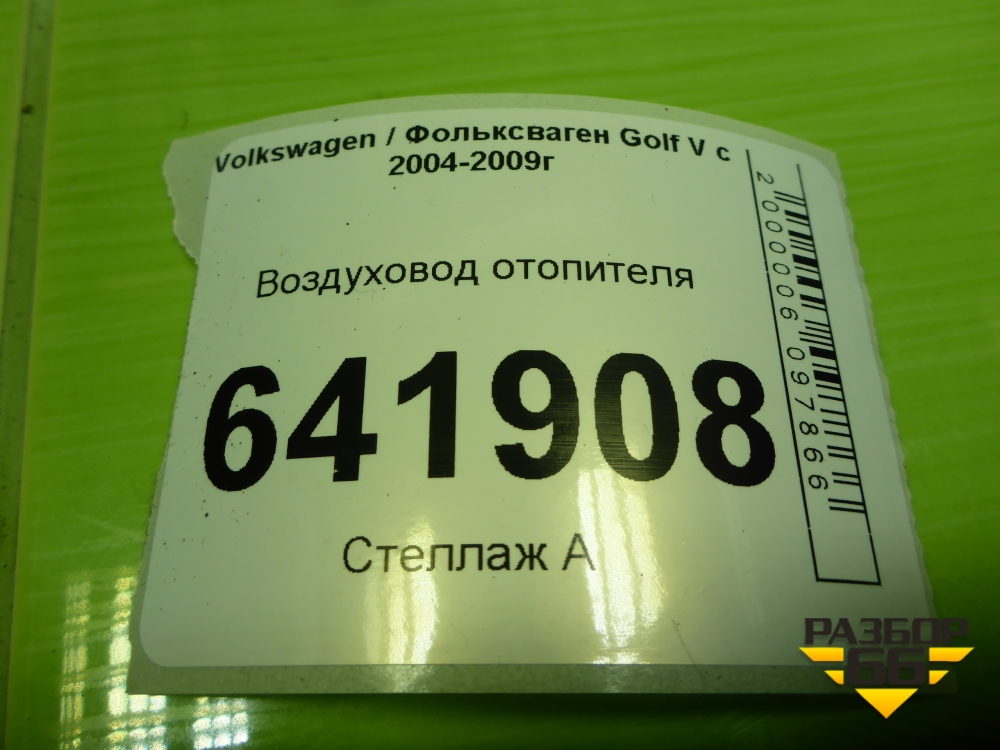 Volkswagen / Фольксваген Golf V с
2004-2009г
Воздуховод отопителя
641908
Стеллаж А
2000006097866
РАЗБОР
66